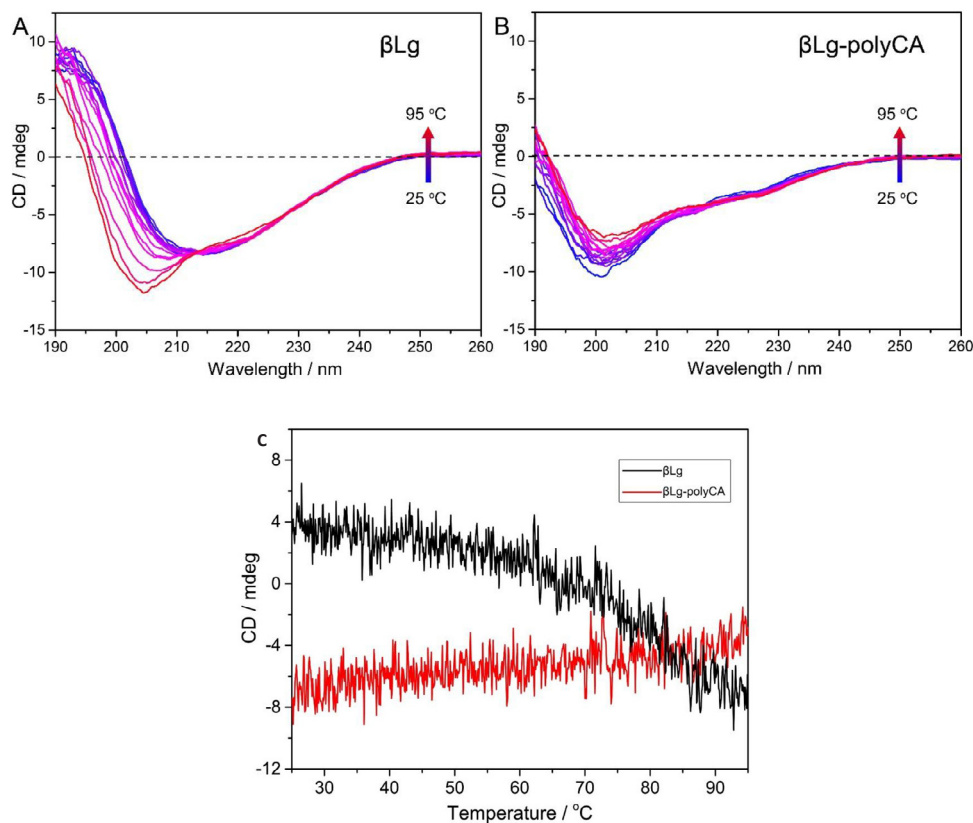 A
βLg
10
5
0
-5
-10
-15
CD / mdeg
95 °C
25 °C
190 200 210 220 230 240 250 260
Wavelength / nm
B
βLg-polyCA
10
5
0
-5
-10
-15
CD / mdeg
95 °C
25 °C
190 200 210 220 230 240 250 260
Wavelength / nm
C
8
4
0
-4
-8
-12
CD / mdeg
βLg
βLg-polyCA
30 40 50 60 70 80 90
Temperature / °C